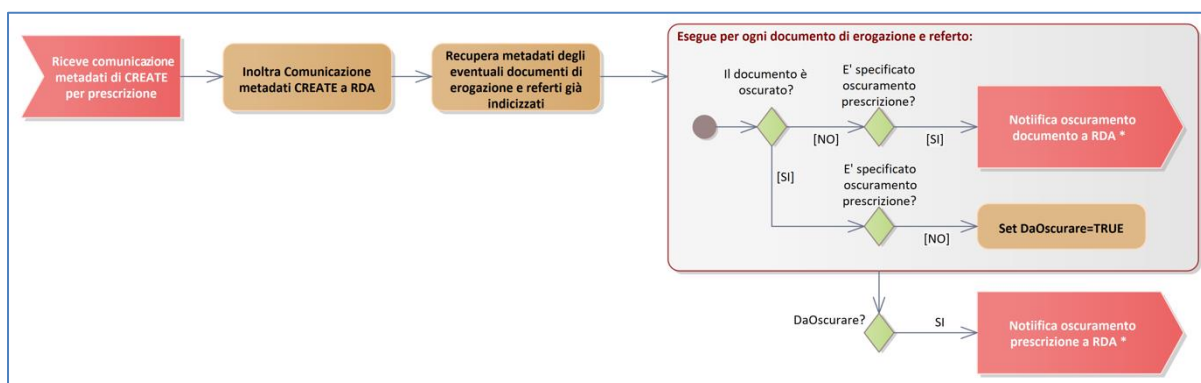 Riceve comunicazione
metadati di CREATE
per prescrizione
Inoltra Comunicazione
metadati CREATE a RDA
Recupera metadati degli
eventuali documenti di
erogazione e referti già
indicizzati
Esegue per ogni documento di erogazione e referto:
Il documento è
oscurato?
E' specificato
oscuramento
prescrizione?
[NO]
[SI]
Notiifica oscuramento
documento a RDA *
[SI]
E' specificato
oscuramento
prescrizione?
[NO]
Set DaOscurare=TRUE
DaOscurare?
SI
Notiifica oscuramento
prescrizione a RDA *